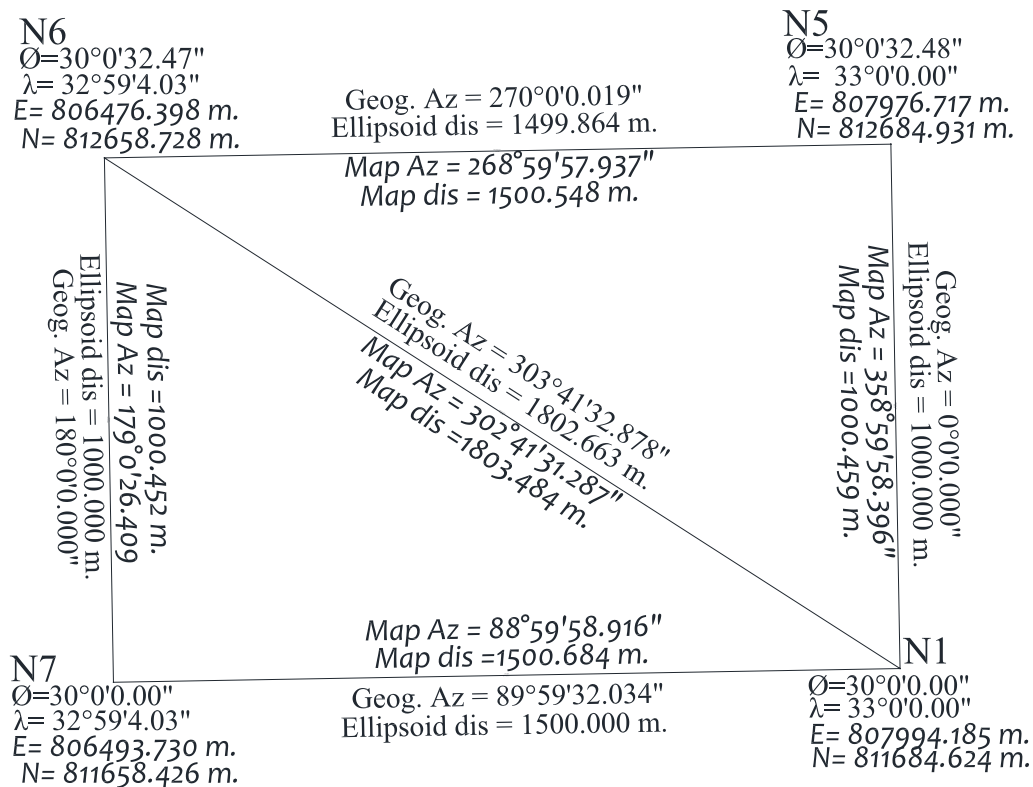 N6
Ø=30°0'32.47"
λ= 32°59'4.03"
E= 806476.398 m.
N= 812658.728 m.
N5
Ø=30°0'32.48"
λ= 33°0'0.00"
E= 807976.717 m.
N= 812684.931 m.
Geog. Az = 270°0'0.019"
Ellipsoid dis = 1499.864 m.
Map Az = 268°59'57.937"
Map dis = 1500.548 m.
Geog. Az = 180°0'0.000"
Ellipsoid dis = 1000.000 m.
Map Az = 179°0'26.409
Map dis =1000.452 m.
Geog. Az = 303°41'32.878"
Ellipsoid dis = 1802.663 m.
Map Az = 302°41'31.287"
Map dis =1803.484 m.
Geog. Az = 0°0'0.000"
Ellipsoid dis = 1000.000 m.
Map Az = 358°59'58.396"
Map dis =1000.459 m.
Map Az = 88°59'58.916"
Map dis =1500.684 m.
Geog. Az = 89°59'32.034"
Ellipsoid dis = 1500.000 m.
N7
Ø=30°0'0.00"
λ= 32°59'4.03"
E= 806493.730 m.
N= 811658.426 m.
N1
Ø=30°0'0.00"
λ= 33°0'0.00"
E= 807994.185 m.
N= 811684.624 m.